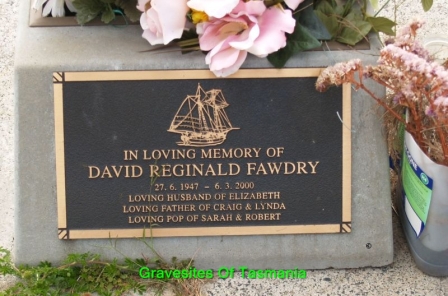 IN LOVING MEMORY OF
DAVID REGINALD FAWDRY
27. 6. 1947 – 6. 3. 2000
LOVING HUSBAND OF ELIZABETH
LOVING FATHER OF CRAIG & LYNDA
LOVING POP OF SARAH & ROBERT
Gravesites Of Tasmania